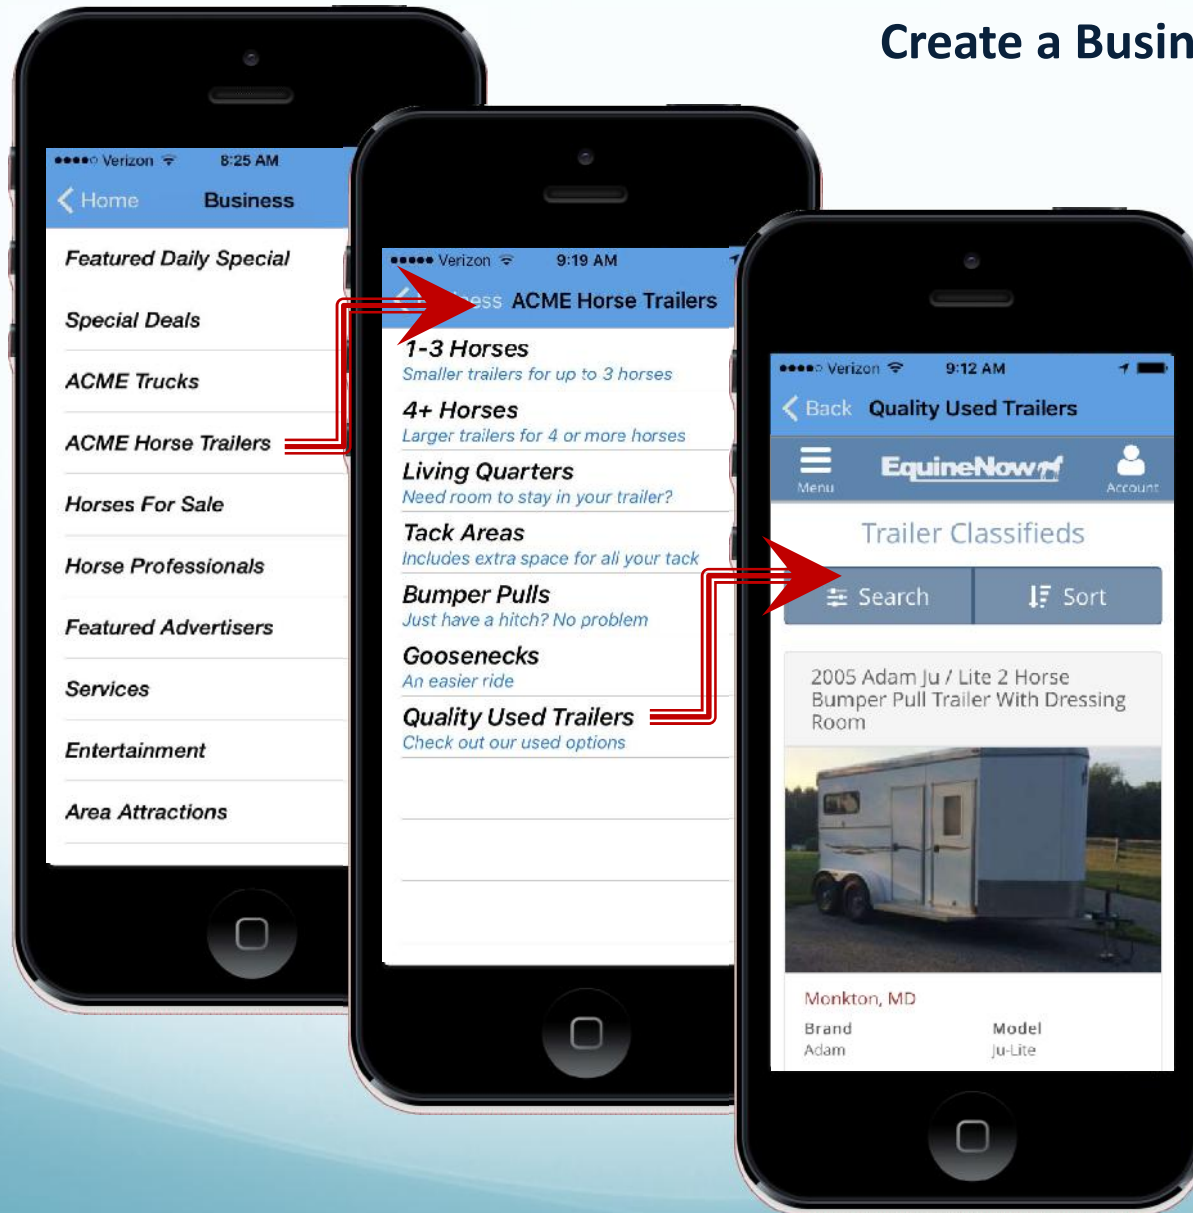 Create a Busin
Verizon 8:25 AM
Home Business
Featured Daily Special
Special Deals
ACME Trucks
ACME Horse Trailers
Horses For Sale
Horse Professionals
Featured Advertisers
Services
Entertainment
Area Attractions
Verizon 9:19 AM
ess ACME Horse Trailers
1-3 Horses
Smaller trailers for up to 3 horses
4+ Horses
Larger trailers for 4 or more horses
Living Quarters
Need room to stay in your trailer?
Tack Areas
Includes extra space for all your tack
Bumper Pulls
Just have a hitch? No problem
Goosenecks
An easier ride
Quality Used Trailers
Check out our used options
Verizon 9:12 AM
Back Quality Used Trailers
Menu EquineNow Account
Trailer Classifieds
Search Sort
2005 Adam Ju / Lite 2 Horse
Bumper Pull Trailer With Dressing
Room
Monkton, MD
Brand Model
Adam Ju-Lite